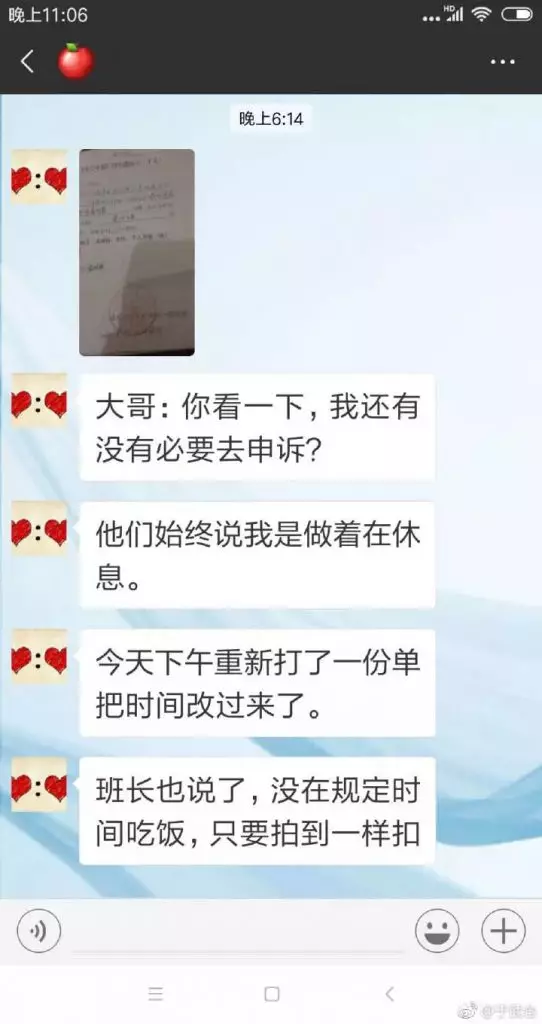 晚上11:06
HD
晚上6:14
大哥：你看一下，我还有
没有必要去申诉？
他们始终说我是做着在休
息。
今天下午重新打了一份单
把时间改过来了。
班长也说了，没在规定时
间吃饭，只要拍到一样扣